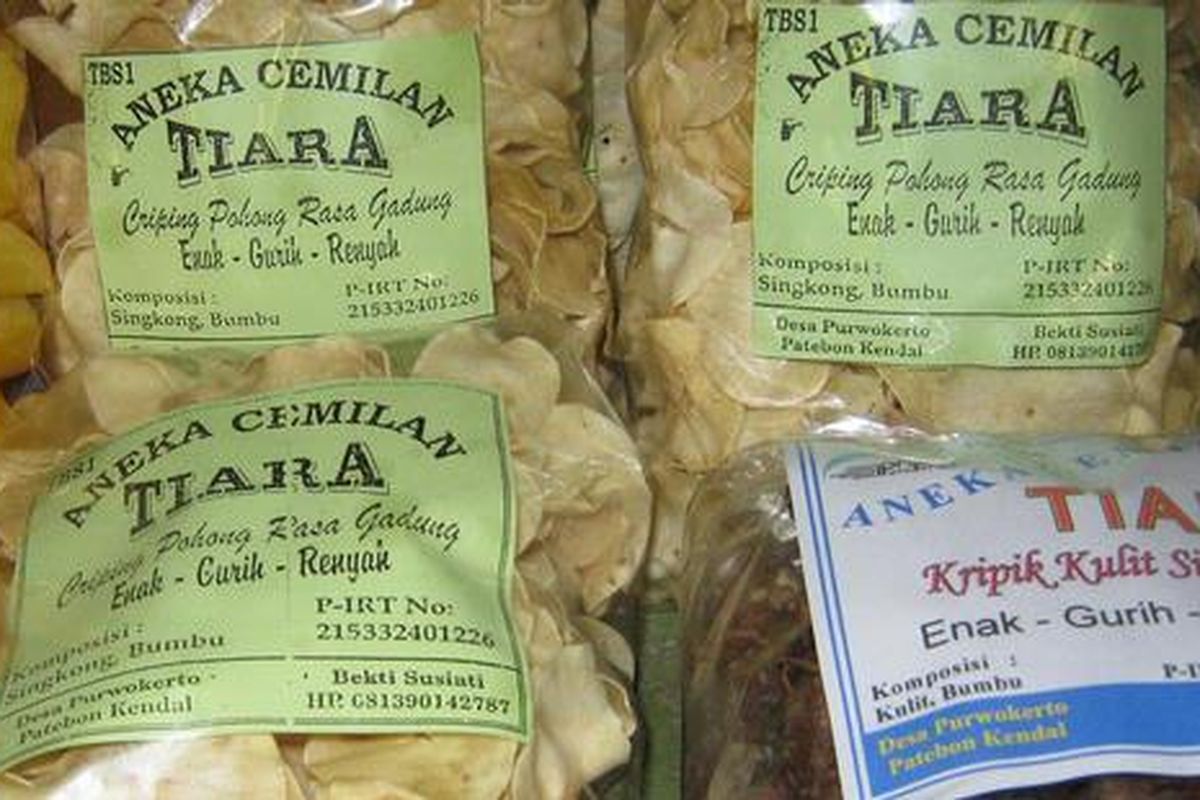 TBS1
ANEKA CEMILAN
TIARA
Criping Pohong Rasa Gadung
Enak - Gurih - Renyah
Komposisi :
Singkong, Bumbu
P-IRT No:
215332401226
TBS1
ANEKA CEMILAN
TIARA
Criping Pohong Rasa Gadung
Enak - Gurih - Renyah
Komposisi :
Singkong, Bumbu
P-IRT No:
215332401226
Desa Purwokerto
Patebon Kendal
Bekti Susiati
HP. 0813901427
TBS1
ANEKA CEMILAN
TIARA
Criping Pohong Rasa Gadung
Enak - Gurih - Renyah
Komposisi :
Singkong, Bumbu
P-IRT No:
215332401226
Desa Purwokerto
Patebon Kendal
Bekti Susiati
HP. 081390142787
ANEKA
TIA
Kripik Kulit
Enak - Gurih -
Komposisi :
Kulit, Bumbu
P-I
Desa Purwokerto
Patebon Kendal